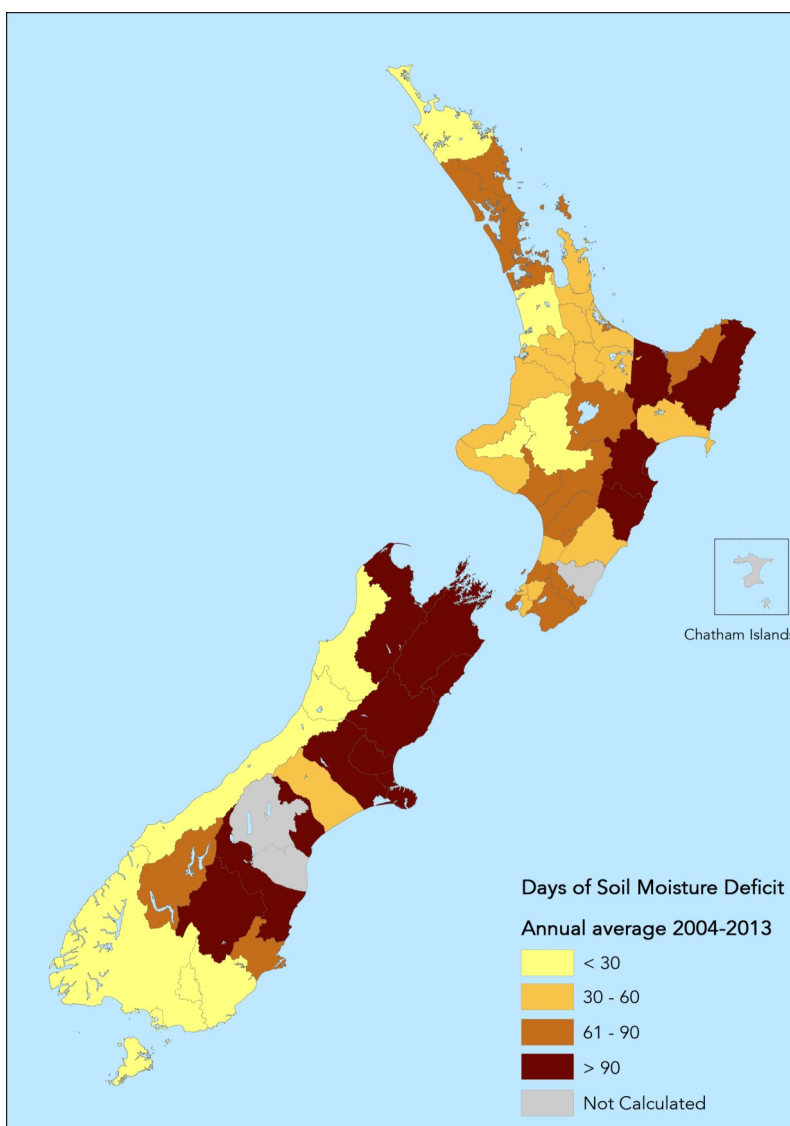 Chatham Islands
Days of Soil Moisture Deficit
Annual average 2004-2013
< 30
30 - 60
61 - 90
> 90
Not Calculated